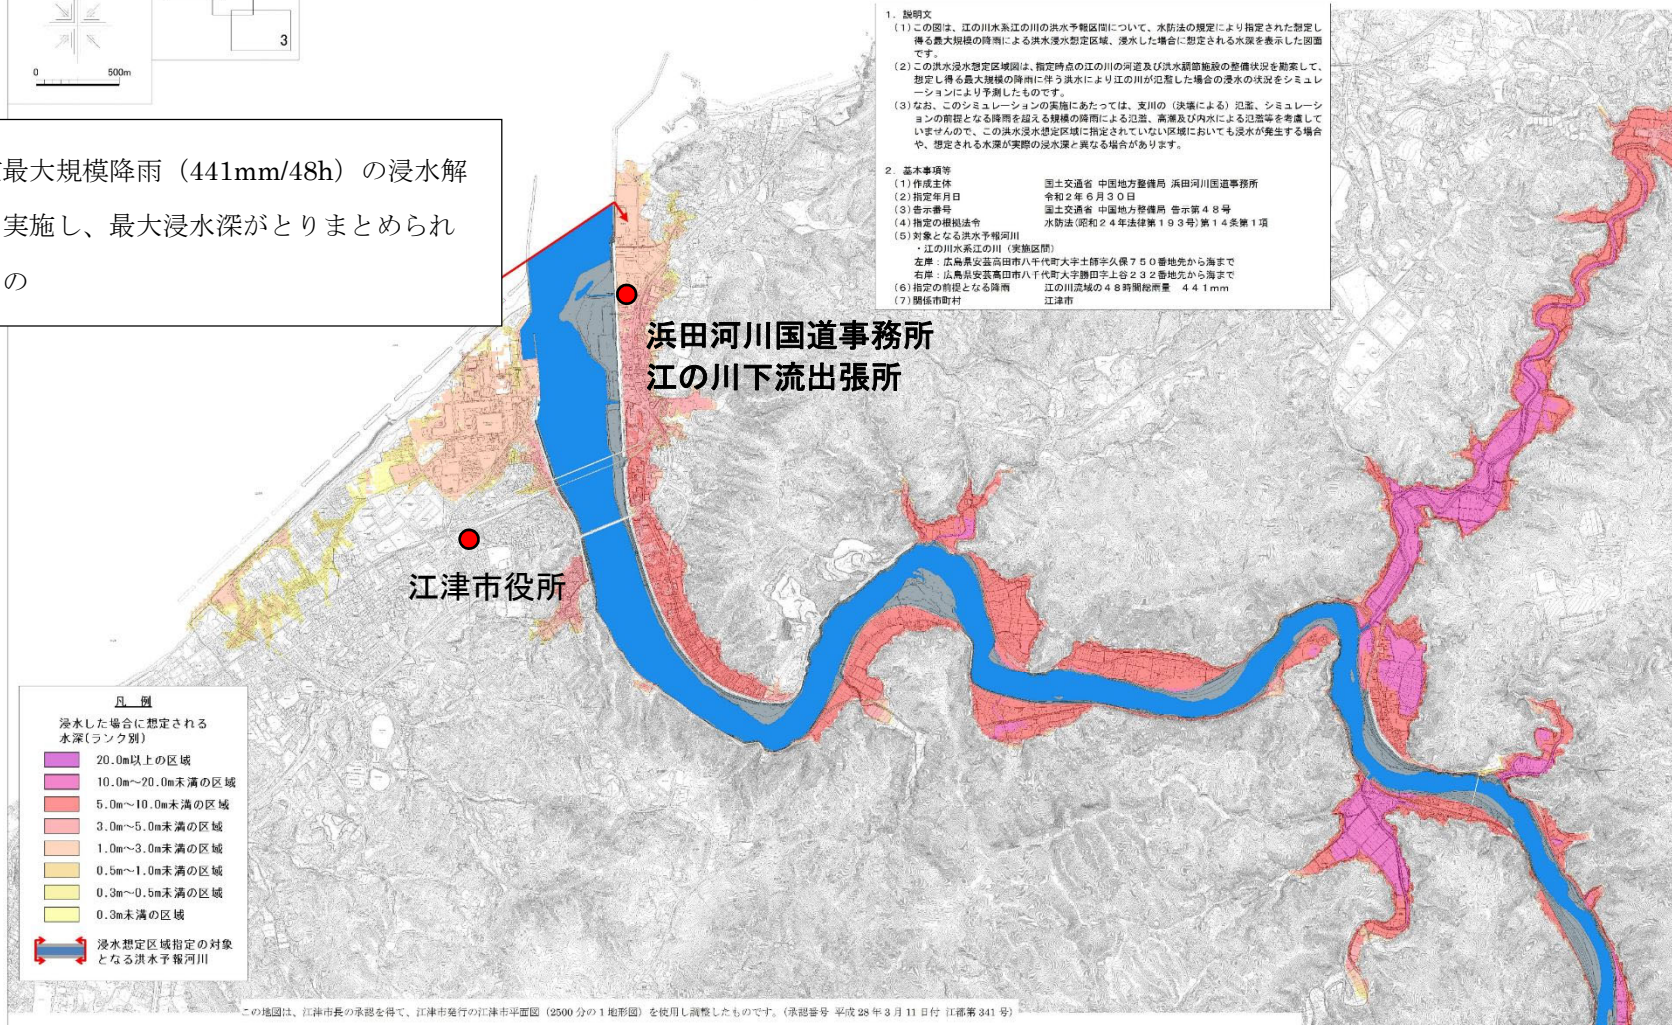 3
0 500m
最大規模降雨（441mm/48h）の浸水解
実施し、最大浸水深がとりまとめられ
の
1. 説明文
(1)この図は、江の川水系江の川の洪水予報区間について、水防法の規定により指定された想定し
得る最大規模の降雨による洪水浸水想定区域、浸水した場合に想定される水深を表示した図面
です。
(2)この洪水浸水想定区域図は、指定時点の江の川の河道及び洪水調節施設の整備状況を勘案して、
想定し得る最大規模の降雨に伴う洪水により江の川が氾濫した場合の浸水の状況をシミュレ
ーションにより予測したものです。
(3)なお、このシミュレーションの実施にあたっては、支川の（決壊による）氾濫、シミュレーシ
ョンの前提となる降雨を超える規模の降雨による氾濫、高潮及び内水による氾濫等を考慮して
いませんので、この洪水浸水想定区域に指定されていない区域においても浸水が発生する場合
や、想定される水深が実際の浸水深と異なる場合があります。
2. 基本事項等
(1)作成主体 国土交通省 中国地方整備局 浜田河川国道事務所
(2)指定年月日 令和２年６月３０日
(3)告示番号 国土交通省 中国地方整備局 告示第４８号
(4)指定の根拠法令 水防法(昭和２４年法律第１９３号)第１４条第１項
(5)対象となる洪水予報河川
・江の川水系江の川（実施区間）
左岸：広島県安芸高田市八千代町大字土師字久保７５０番地先から海まで
右岸：広島県安芸高田市八千代町大字勝田字上谷２３２番地先から海まで
(6)指定の前提となる降雨 江の川流域の４８時間総雨量 ４４１mm
(7)関係市町村 江津市
浜田河川国道事務所
江の川下流出張所
江津市役所
凡 例
浸水した場合に想定される
水深(ランク別)
20.0m以上の区域
10.0m～20.0m未満の区域
5.0m～10.0m未満の区域
3.0m～5.0m未満の区域
1.0m～3.0m未満の区域
0.5m～1.0m未満の区域
0.3m～0.5m未満の区域
0.3m未満の区域
浸水想定区域指定の対象
となる洪水予報河川
この地図は、江津市長の承認を得て、江津市発行の江津市平面図（2500 分の 1 地形図）を使用し調整したものです。（承認番号 平成 28 年 3 月 11 日付 江都第 341 号）